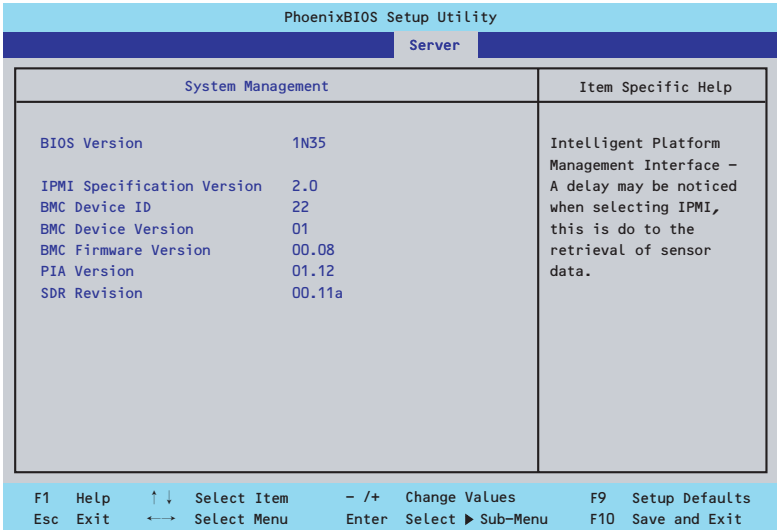 PhoenixBIOS Setup Utility
Server
System Management
Item Specific Help
BIOS Version 1N35
IPMI Specification Version 2.0
BMC Device ID 22
BMC Device Version 01
BMC Firmware Version 00.08
PIA Version 01.12
SDR Revision 00.11a
Intelligent Platform
Management Interface –
A delay may be noticed
when selecting IPMI,
this is do to the
retrieval of sensor
data.
F1 Help ↑↓ Select Item – /+ Change Values F9 Setup Defaults
Esc Exit ←→ Select Menu Enter Select ▶ Sub–Menu F10 Save and Exit